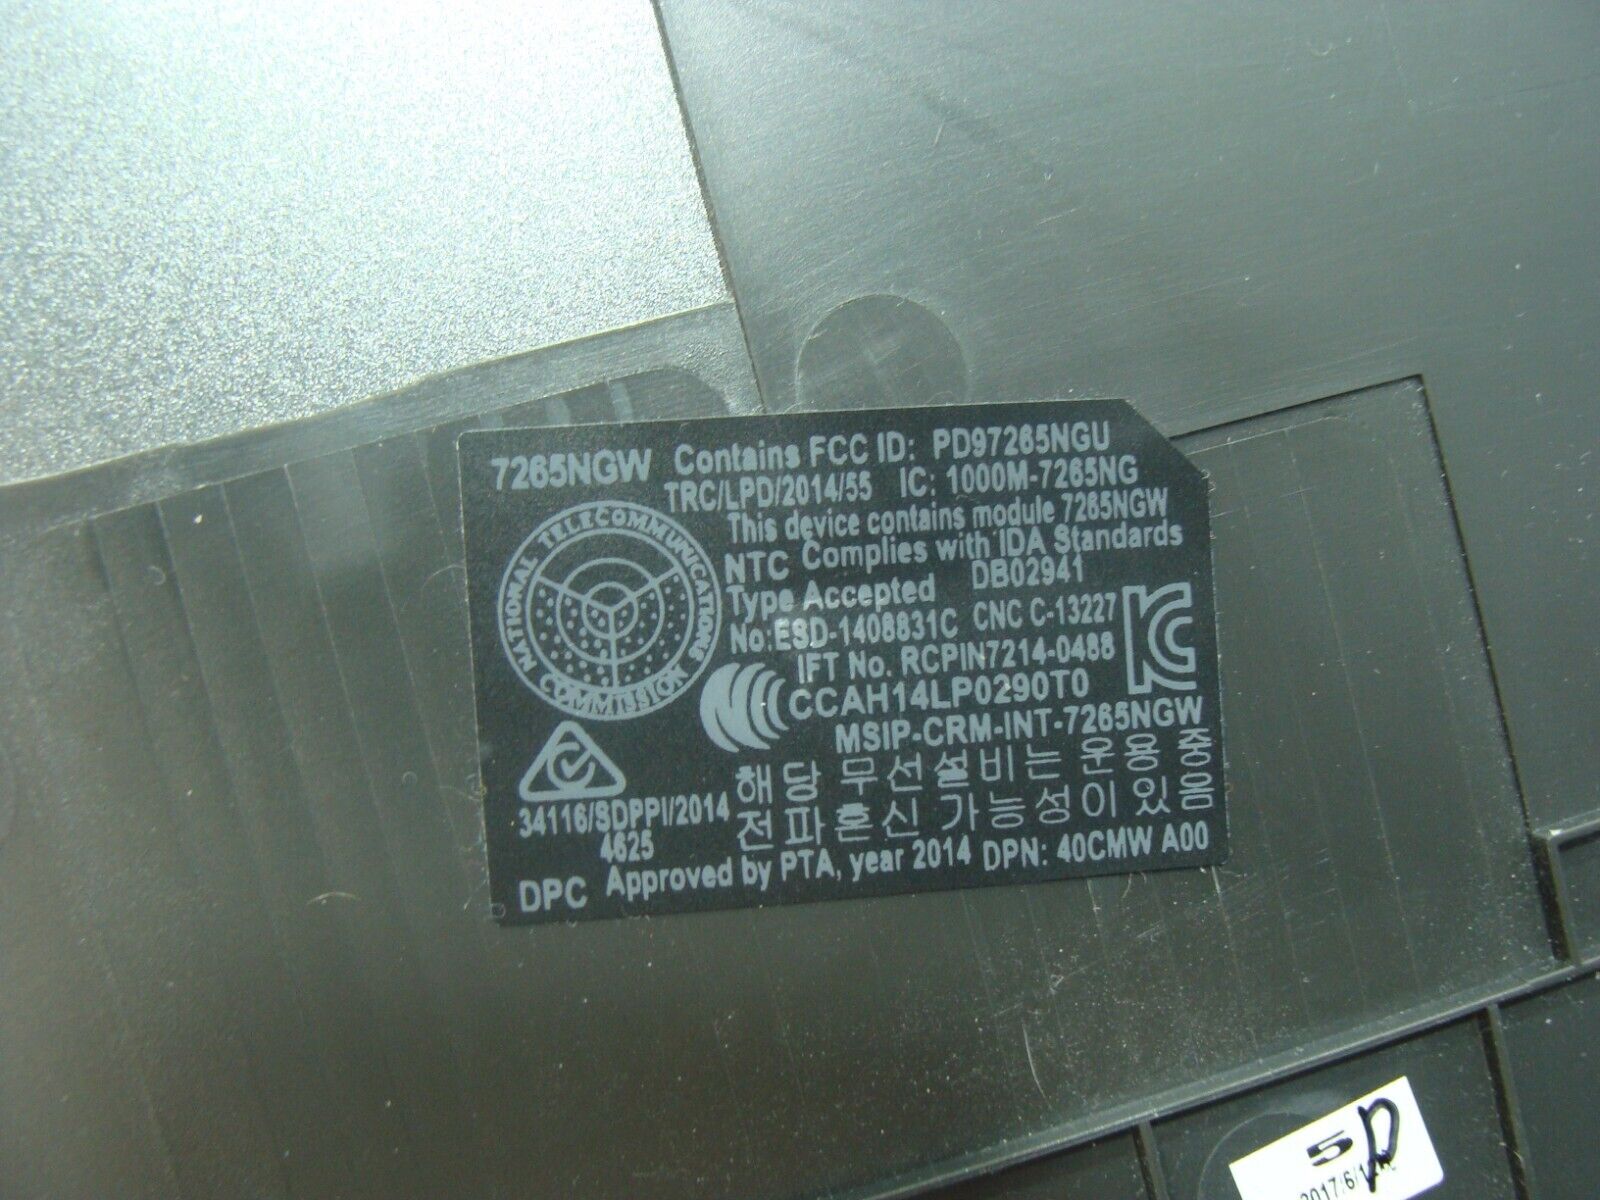 7265NGW Contains FCC ID: PD97265NGU
TRC/LPD/2014/55 IC: 1000M-7265NG
This device contains module 7265NGW
NTC Complies with IDA Standards
Type Accepted DB02941
No:ESD-1408831C CNC C-13227
IFT No. RCPIN7214-0488
CCAH14LP0290T0
MSIP-CRM-INT-7265NGW
NATIONAL TELECOMMUNICATIONS COMMISSION
해당 무선설비는 운용중
전파혼신 가능성이 있음
34116/SDPPI/2014
4625
DPC Approved by PTA, year 2014 DPN: 40CMW A00
5D